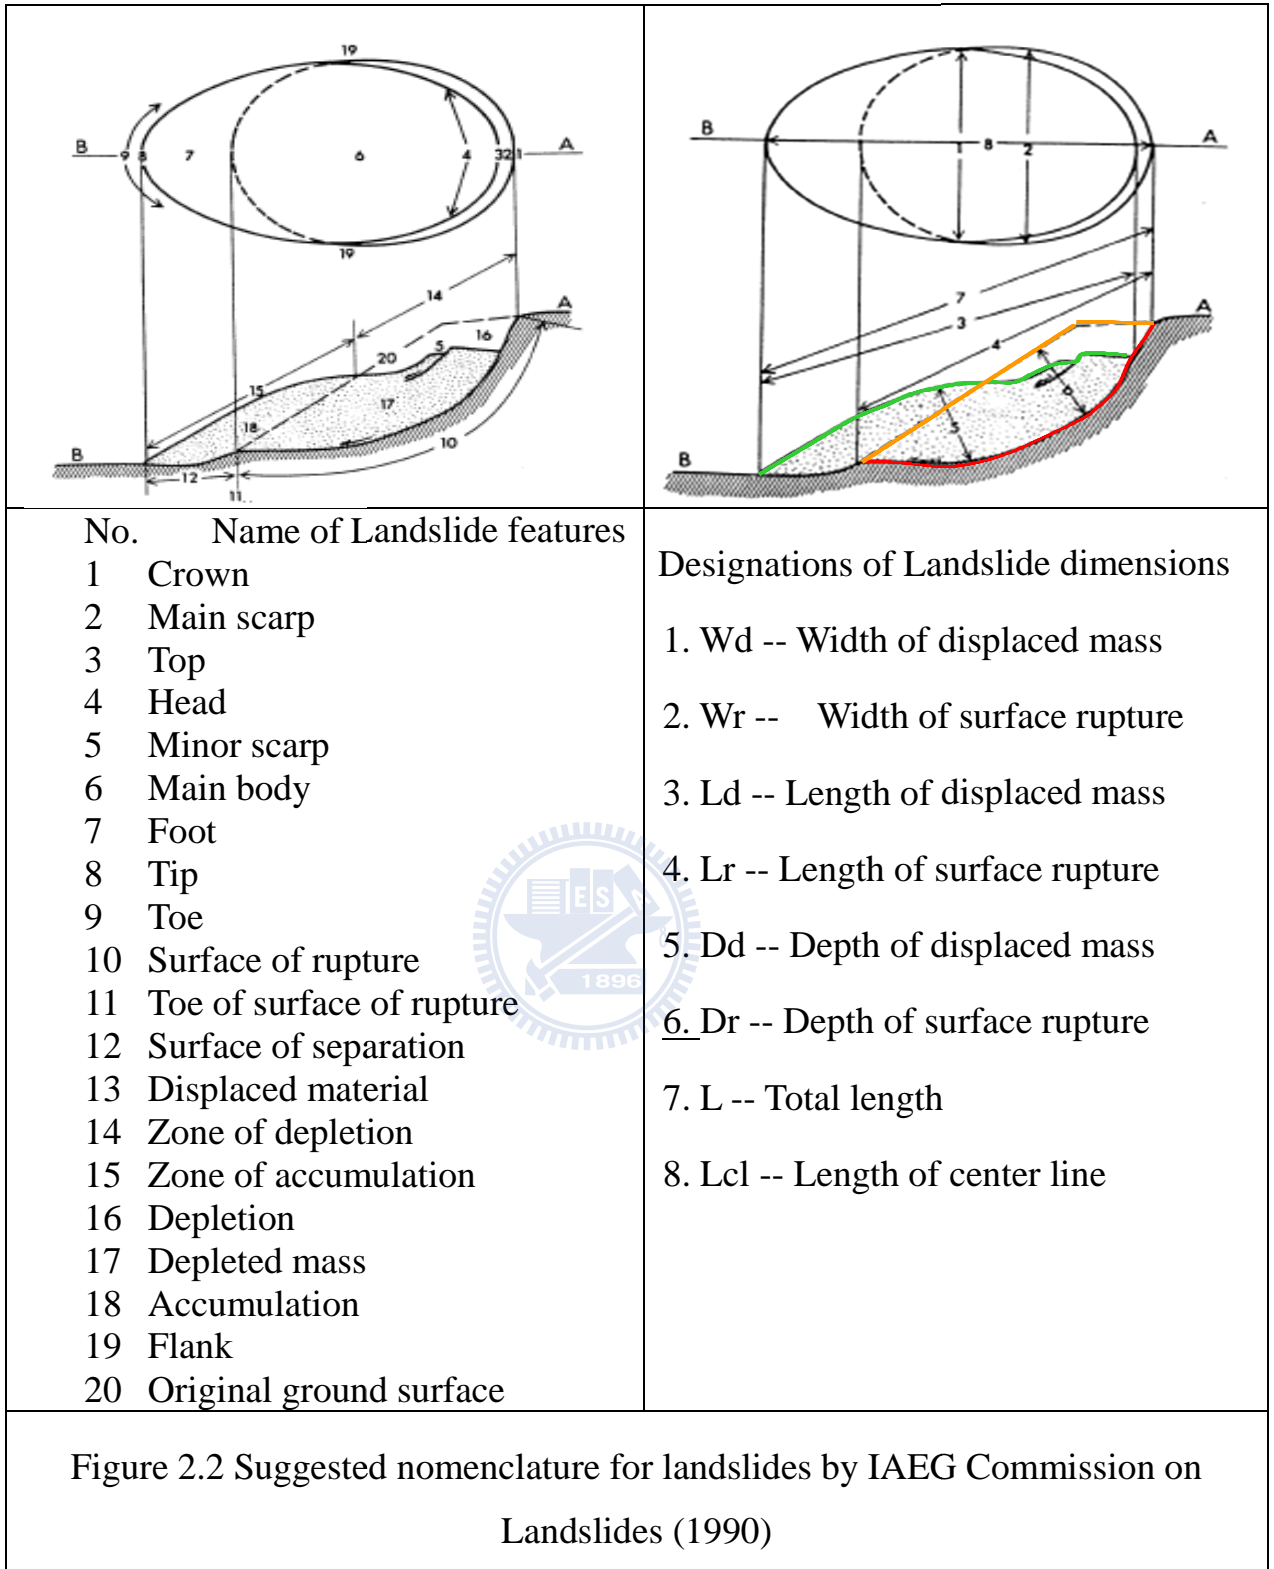 19
B
9
8
7
6
4
3
2
1
A
19
14
A
16
5
20
15
17
18
10
B
12
11
B
A
1
8
2
7
3
4
A
6
5
B
No. Name of Landslide features
1 Crown
2 Main scarp
3 Top
4 Head
5 Minor scarp
6 Main body
7 Foot
8 Tip
9 Toe
10 Surface of rupture
11 Toe of surface of rupture
12 Surface of separation
13 Displaced material
14 Zone of depletion
15 Zone of accumulation
16 Depletion
17 Depleted mass
18 Accumulation
19 Flank
20 Original ground surface
Designations of Landslide dimensions
1. Wd -- Width of displaced mass
2. Wr -- Width of surface rupture
3. Ld -- Length of displaced mass
4. Lr -- Length of surface rupture
5. Dd -- Depth of displaced mass
6. Dr -- Depth of surface rupture
7. L -- Total length
8. Lcl -- Length of center line
ES
1896
Figure 2.2 Suggested nomenclature for landslides by IAEG Commission on
Landslides (1990)